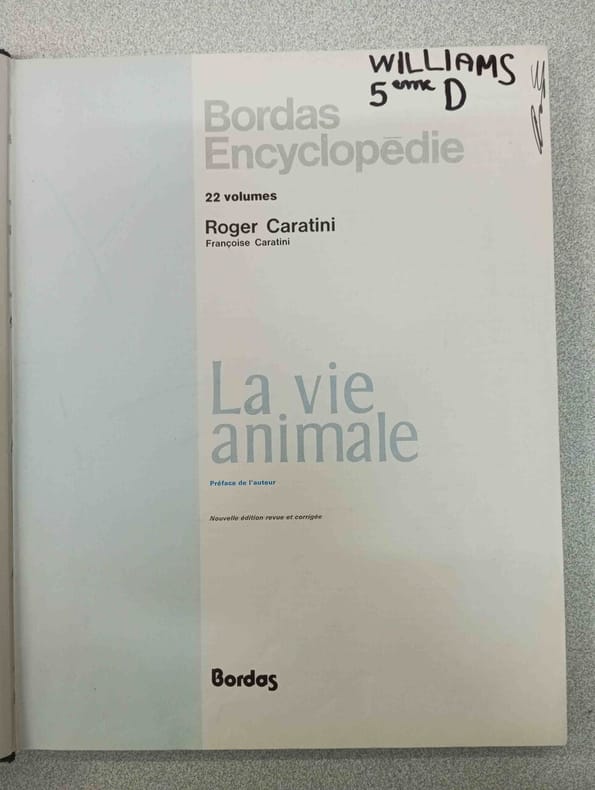 WILLIAMS
5eme D
Bordas
Encyclopédie
22 volumes
Roger Caratini
Françoise Caratini
La vie
animale
Préface de l'auteur
Nouvelle édition revue et corrigée
Bordas